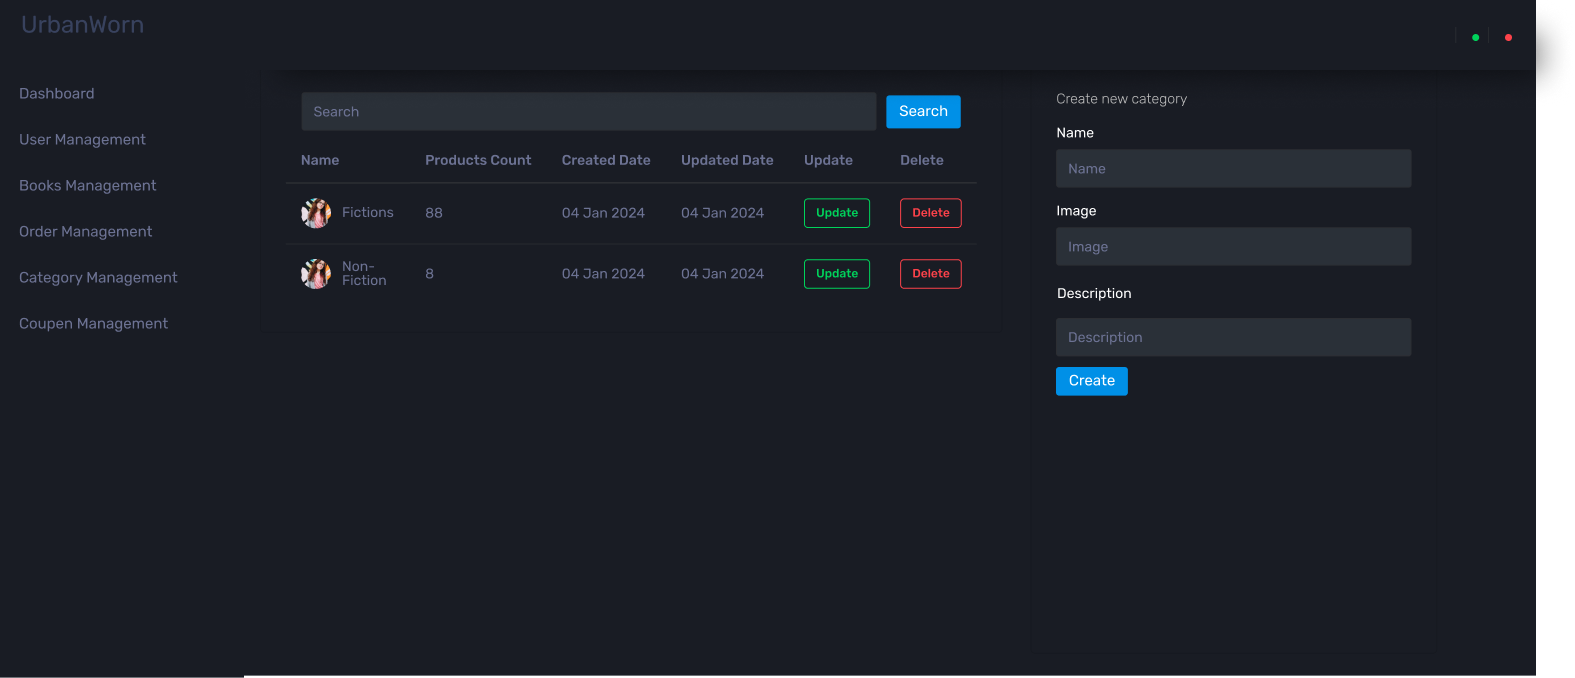 UrbanWorn
Dashboard
User Management
Books Management
Order Management
Category Management
Coupen Management
Search
Search
Name Products Count Created Date Updated Date Update Delete
Fictions 88 04 Jan 2024 04 Jan 2024 Update Delete
Non-
Fiction 8 04 Jan 2024 04 Jan 2024 Update Delete
Create new category
Name
Name
Image
Image
Description
Description
Create